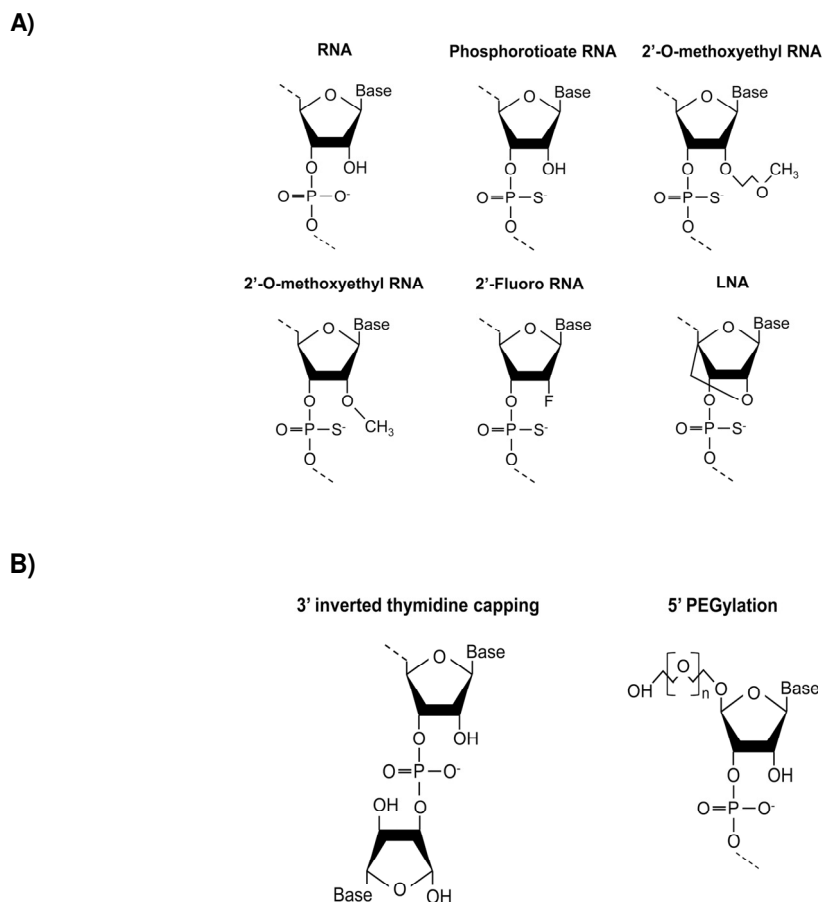 A)
RNA Phosphorotioate RNA 2'-O-methoxyethyl RNA
O Base O Base O Base
O OH O OH O O CH3
O=P-O- O=P-S- O=P-S- O
O O O
2'-O-methoxyethyl RNA 2'-Fluoro RNA LNA
O Base O Base O Base
O O O F O O
O=P-S- CH3 O=P-S- O=P-S-
O O O
B)
3' inverted thymidine capping 5' PEGylation
O Base OH O n O O Base
O OH O OH
O=P-O- O=P-O-
OH O O
Base O OH